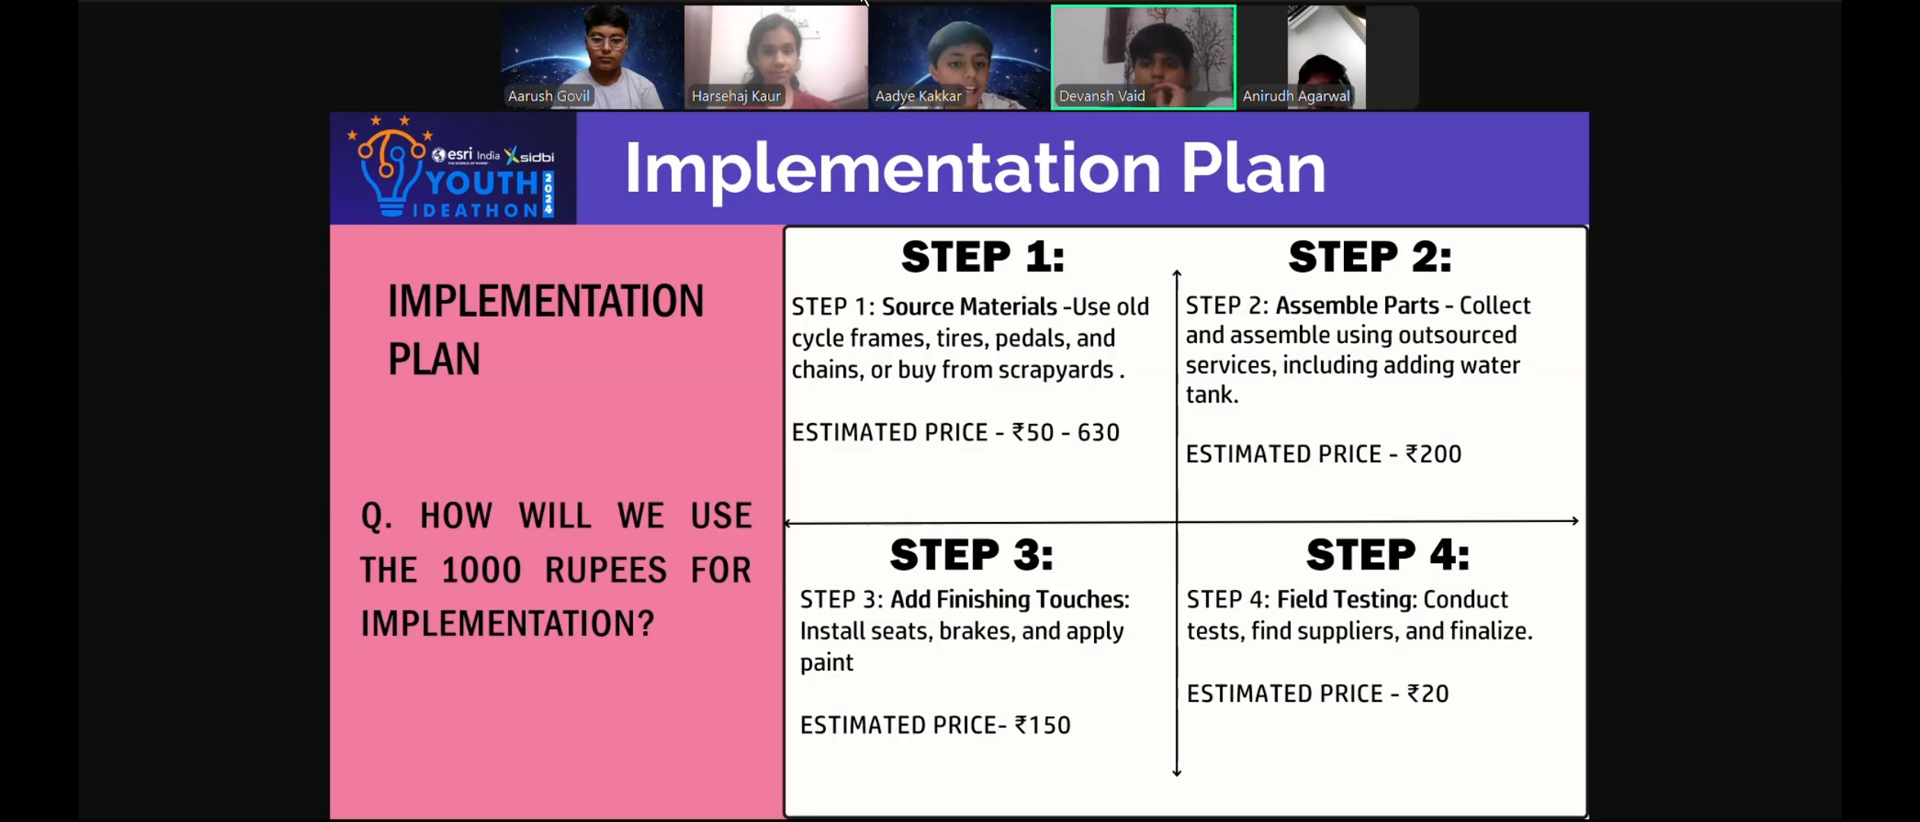 Aarush Govil
Harsehaj Kaur
Aadye Kakkar
Devansh Vaid
Anirudh Agarwal
esri India sidbi
THE SCIENCE OF WHERE
YOUTH
IDEATHON
2024
Implementation Plan
IMPLEMENTATION
PLAN
Q. HOW WILL WE USE
THE 1000 RUPEES FOR
IMPLEMENTATION?
STEP 1:
STEP 1: Source Materials -Use old
cycle frames, tires, pedals, and
chains, or buy from scrapyards .
ESTIMATED PRICE - ₹50 - 630
STEP 2:
STEP 2: Assemble Parts - Collect
and assemble using outsourced
services, including adding water
tank.
ESTIMATED PRICE - ₹200
STEP 3:
STEP 3: Add Finishing Touches:
Install seats, brakes, and apply
paint
ESTIMATED PRICE- ₹150
STEP 4:
STEP 4: Field Testing: Conduct
tests, find suppliers, and finalize.
ESTIMATED PRICE - ₹20